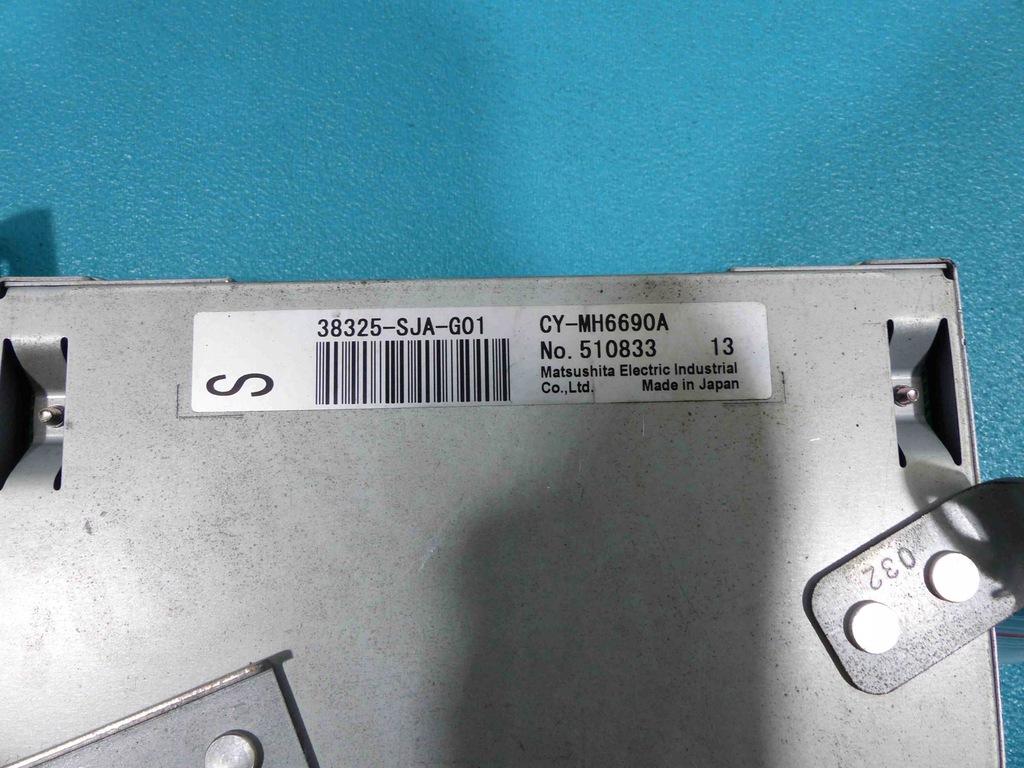 38325-SJA-G01
S
CY-MH6690A
No. 510833 13
Matsushita Electric Industrial
Co.,Ltd. Made in Japan
032